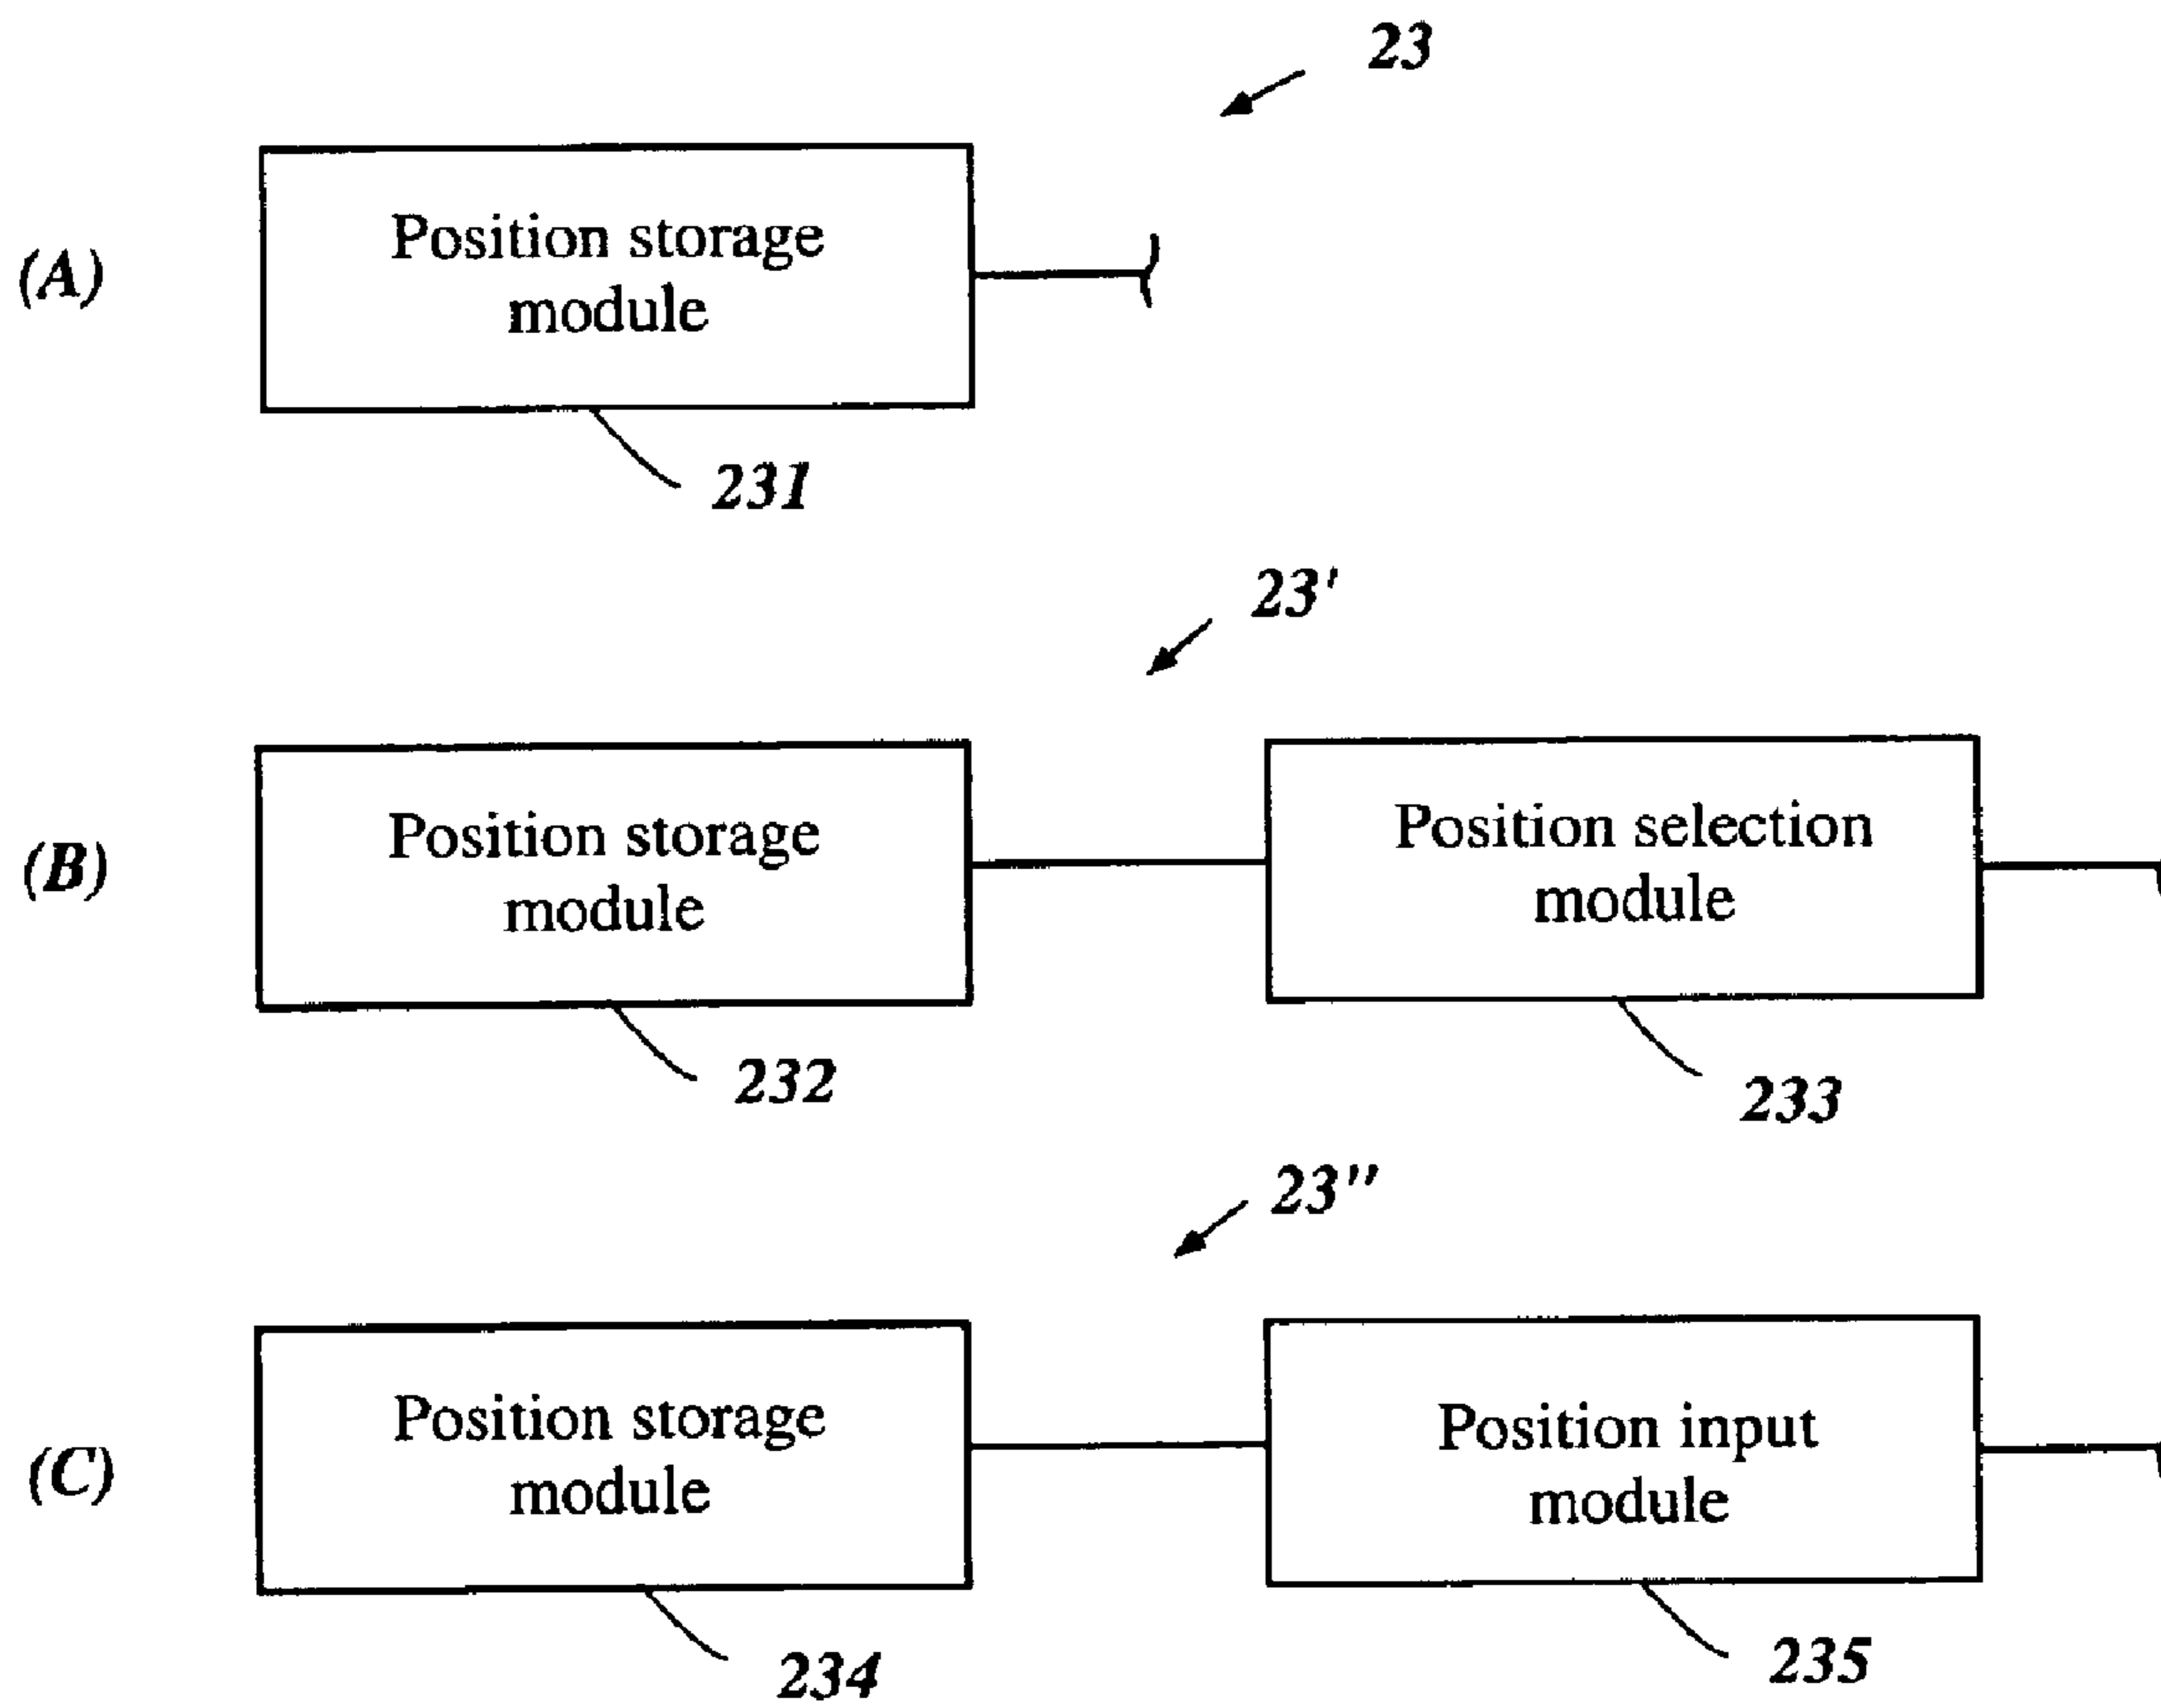 23
(A)
Position storage
module
231
23'
(B)
Position storage
module
Position selection
module
232
233
23"
(C)
Position storage
module
Position input
module
234
235